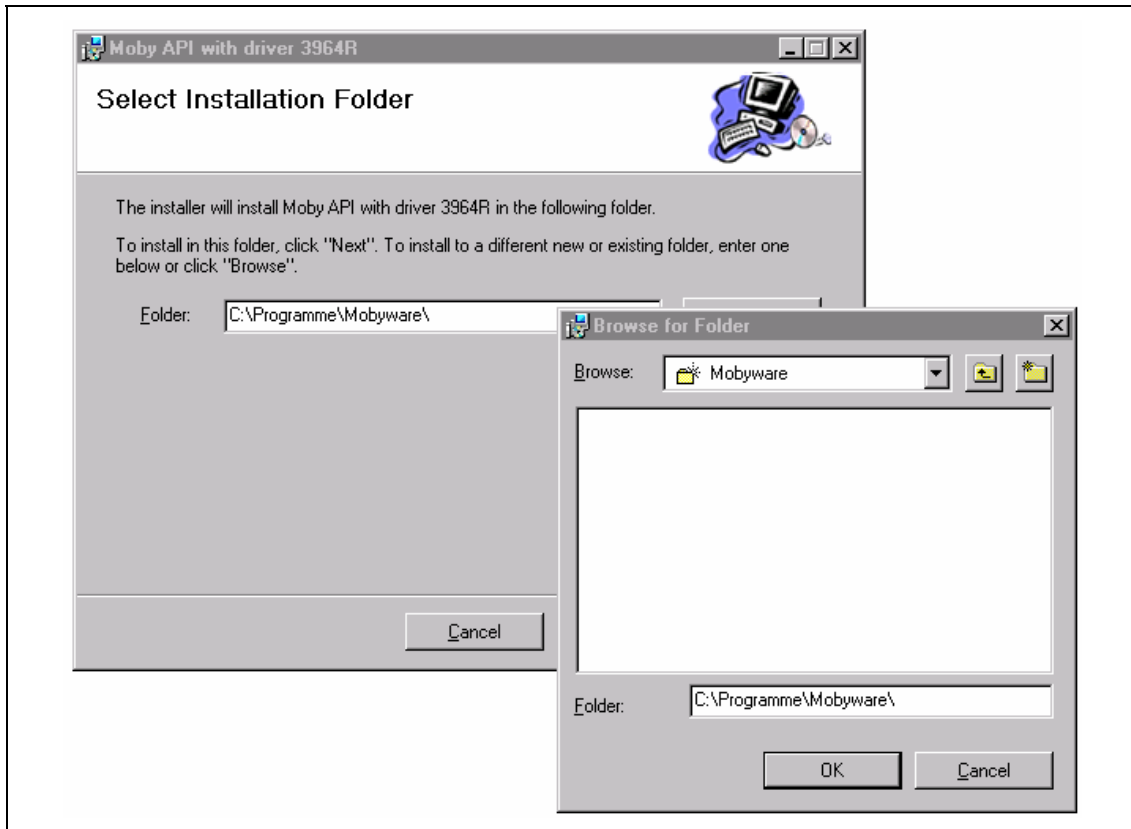 Moby API with driver 3964R
Select Installation Folder
The installer will install Moby API with driver 3964R in the following folder.
To install in this folder, click "Next". To install to a different new or existing folder, enter one
below or click "Browse".
Folder: C:\Programme\Mobyware\
Cancel
Browse for Folder
Browse: Mobyware
Folder: C:\Programme\Mobyware\
OK Cancel